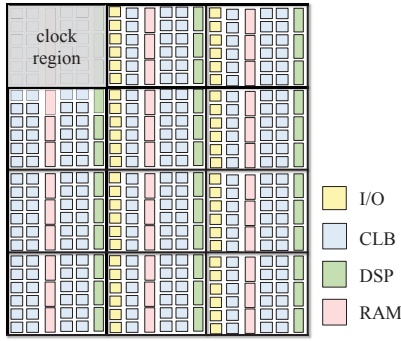 clock
region
I/O
CLB
DSP
RAM